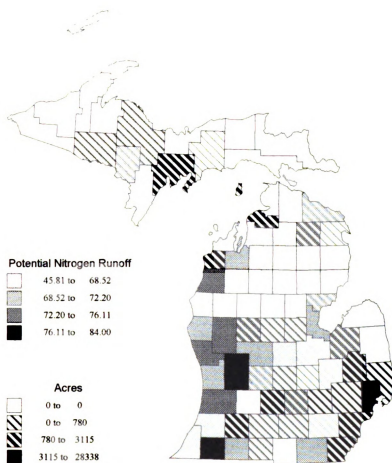 Potential Nitrogen Runoff
45.81 to 68.52
68.52 to 72.20
72.20 to 76.11
76.11 to 84.00
Acres
0 to 0
0 to 780
780 to 3115
3115 to 28338